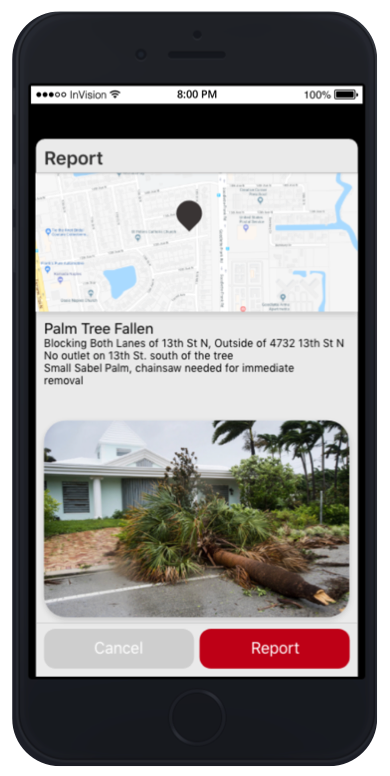 InVision
8:00 PM
100%
Report
Palm Tree Fallen
Blocking Both Lanes of 13th St N, Outside of 4732 13th St N
No outlet on 13th St. south of the tree
Small Sabel Palm, chainsaw needed for immediate
removal
Cancel
Report